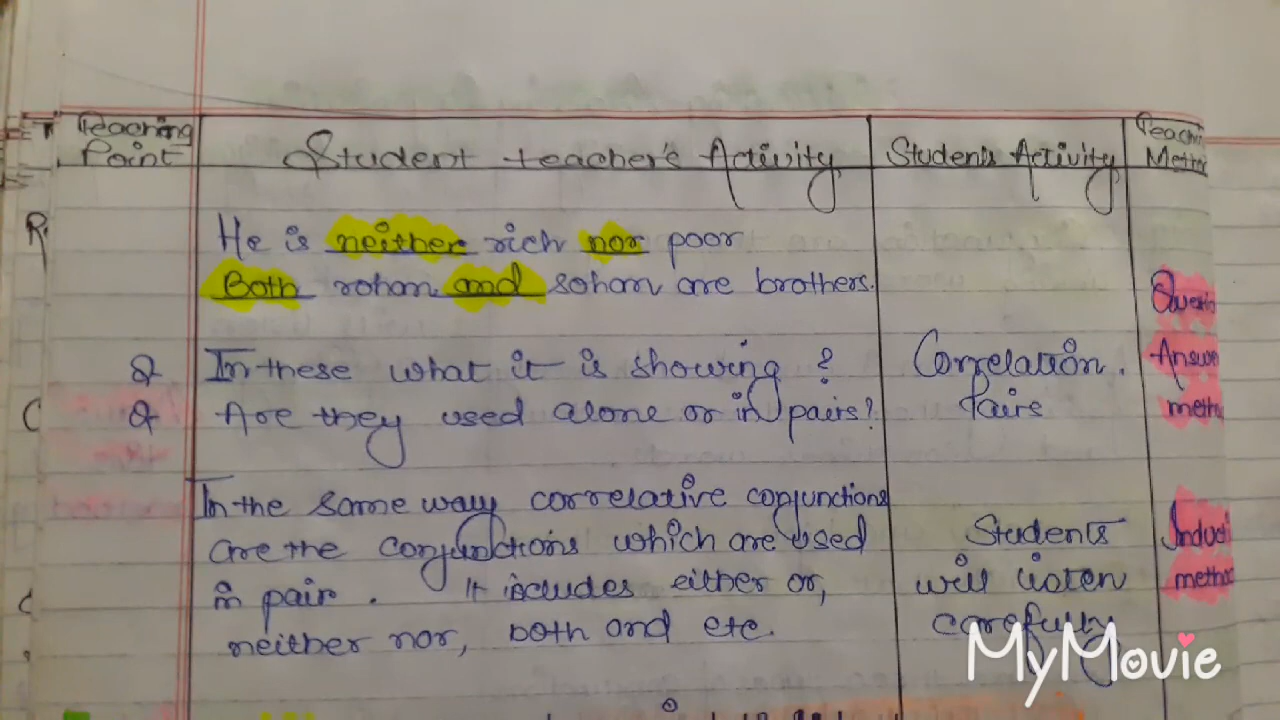 Teaching Point
Student teacher's Activity
Students Activity
He is neither rich nor poor
Both rohan and sohan are brothers.
Q In these what it is showing ? Correlation.
Q Are they used alone or in pairs? Pairs
In the same way correlative conjunctions
are the conjunctions which are used
in pair. It includes either or,
neither nor, both and etc.
Students
will listen
carefully
method
MyMovie